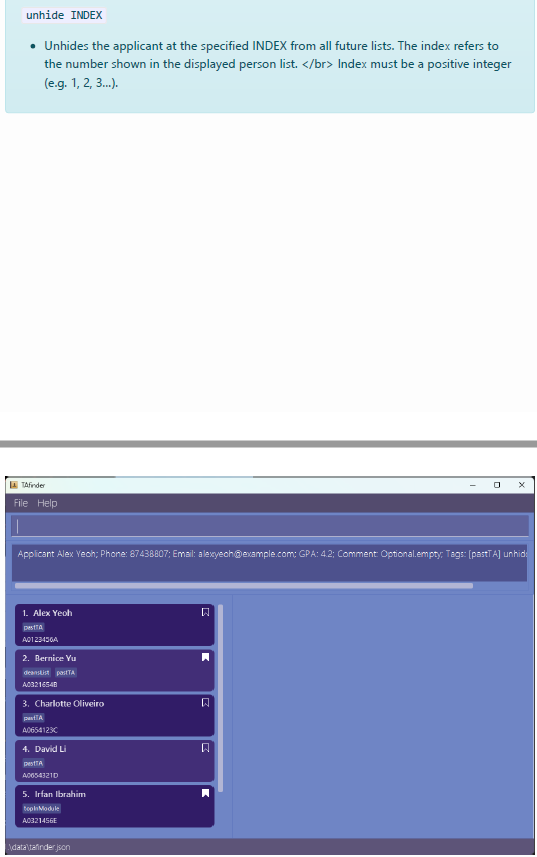 unhide INDEX
• Unhides the applicant at the specified INDEX from all future lists. The index refers to
the number shown in the displayed person list. </br> Index must be a positive integer
(e.g. 1, 2, 3...).
TAfinder
File Help
Applicant Alex Yeoh; Phone: 87438807; Email: alexyeoh@example.com; GPA: 4.2; Comment: Optional.empty; Tags: [pastTA] unhid
1. Alex Yeoh
pastTA
A0123456A
2. Bernice Yu
deansList pastTA
A0321654B
3. Charlotte Oliveiro
pastTA
A0654123C
4. David Li
pastTA
A0654321D
5. Irfan Ibrahim
topInModule
A0321456E
.\data\tafinder.json